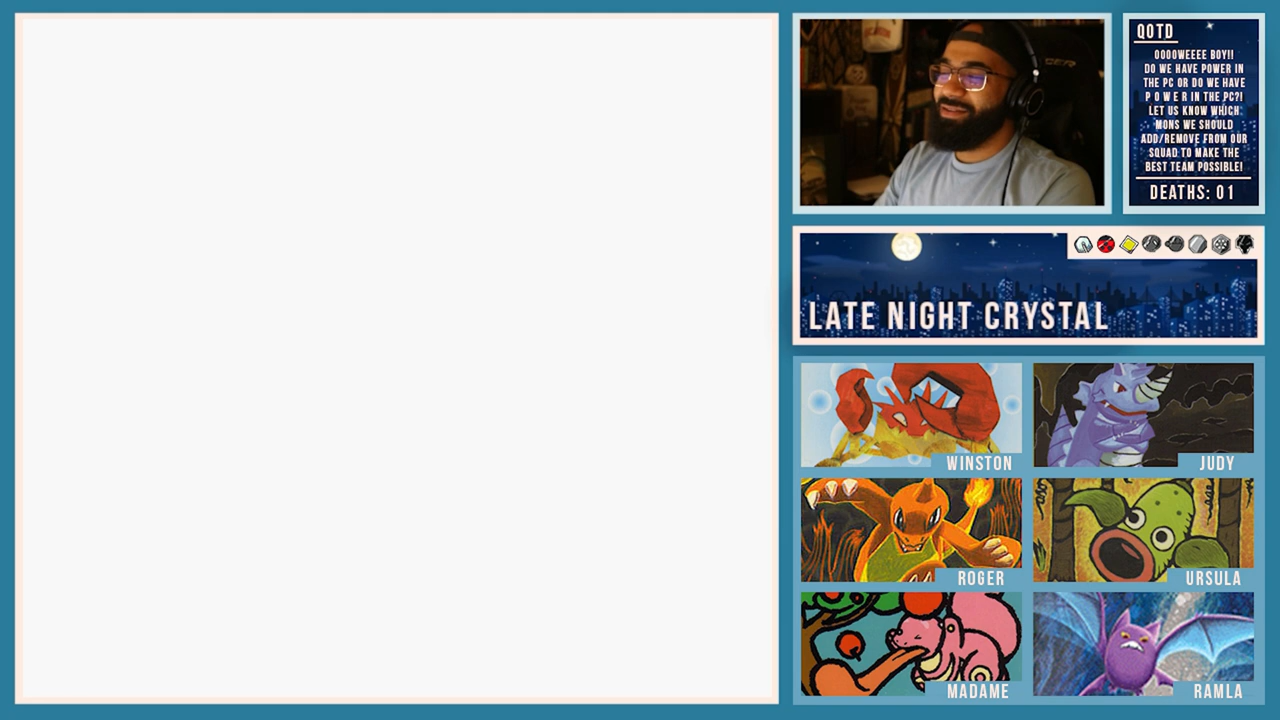 QOTD
OOOOWEEEE BOY!!
DO WE HAVE POWER IN
THE PC OR DO WE HAVE
P O W E R IN THE PC?!
LET US KNOW WHICH
MONS WE SHOULD
ADD/REMOVE FROM OUR
SQUAD TO MAKE THE
BEST TEAM POSSIBLE!
DEATHS: 01
LATE NIGHT CRYSTAL
WINSTON
JUDY
ROGER
URSULA
MADAME
RAMLA